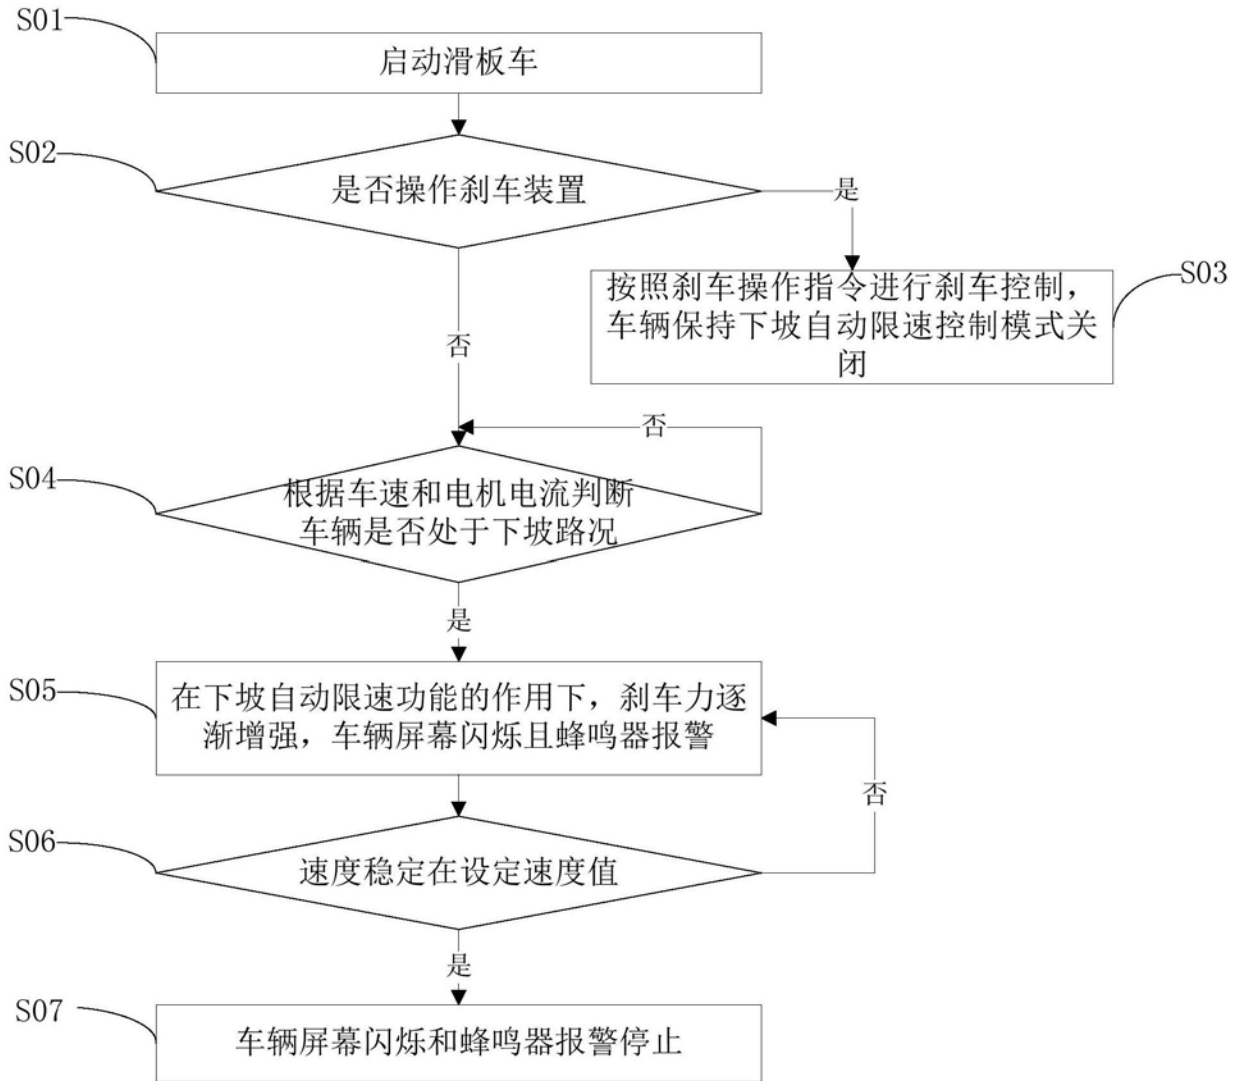 S01
启动滑板车
S02
是否操作刹车装置
是
S03
按照刹车操作指令进行刹车控制，
车辆保持下坡自动限速控制模式关
闭
否
否
S04
根据车速和电机电流判断
车辆是否处于下坡路况
是
S05
在下坡自动限速功能的作用下，刹车力逐
渐增强，车辆屏幕闪烁且蜂鸣器报警
否
S06
速度稳定在设定速度值
是
S07
车辆屏幕闪烁和蜂鸣器报警停止